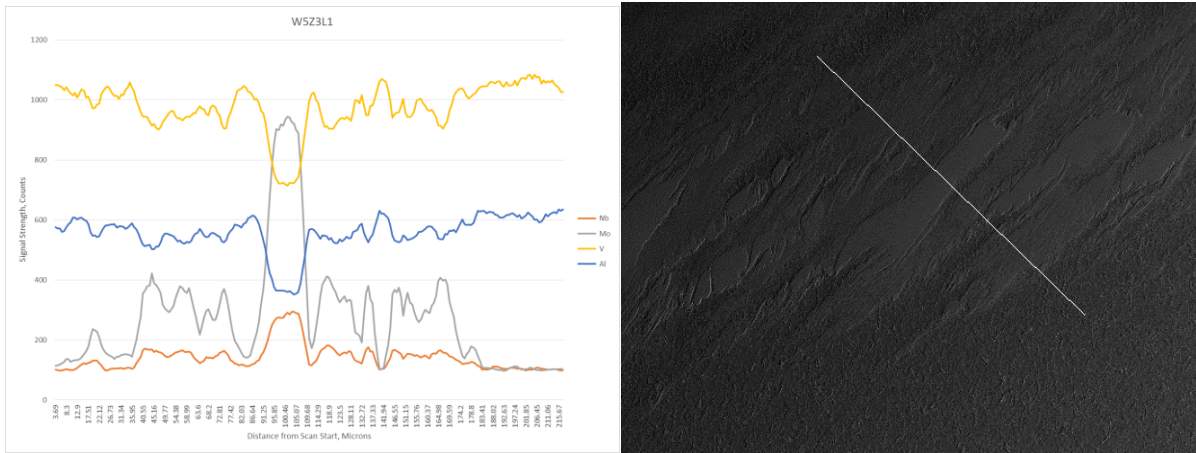 W5Z3L1
1200
1000
800
600
400
200
0
Signal Strength, Counts
3.69 8.3 12.9 17.51 22.12 26.73 31.34 35.95 40.55 45.16 49.77 54.38 58.99 63.6 68.2 72.81 77.42 82.03 86.64 91.25 95.85 100.46 105.07 109.68 114.29 118.9 123.5 128.11 132.72 137.33 141.94 146.55 151.15 155.76 160.37 164.98 169.59 174.2 178.8 183.41 188.02 192.63 197.24 201.85 206.45 211.06 215.67
Distance from Scan Start, Microns
Nb
Mo
V
Al